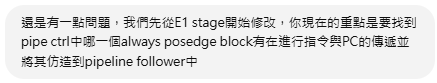 還是有一點問題，我們先從E1 stage開始修改，你現在的重點是要找到
pipe ctrl中哪一個always posedge block有在進行指令與PC的傳遞並
將其仿造到pipeline follower中